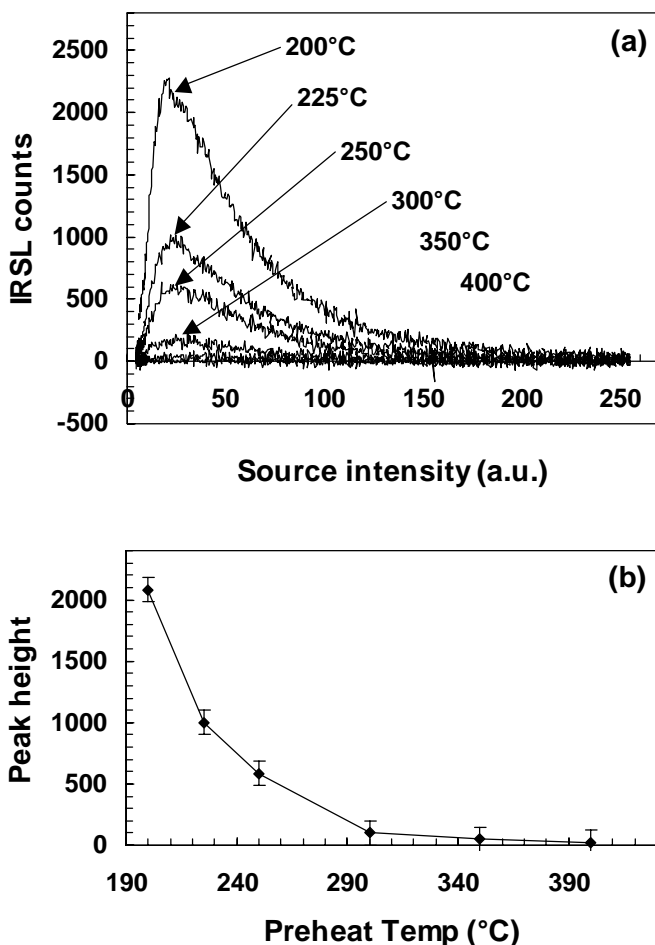 (a)
2500
2000
1500
1000
500
0
-500
IRSL counts
200°C
225°C
250°C
300°C
350°C
400°C
0 50 100 150 200 250
Source intensity (a.u.)
(b)
2000
1500
1000
500
0
Peak height
190 240 290 340 390
Preheat Temp (°C)